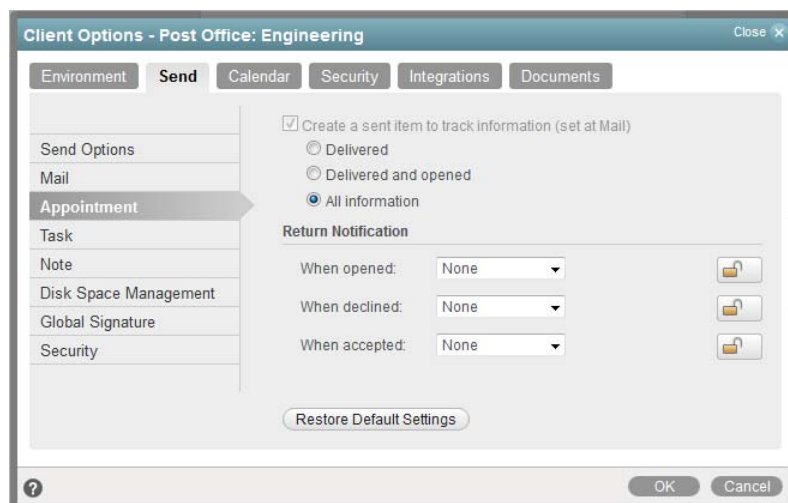 Client Options - Post Office: Engineering Close X
Environment Send Calendar Security Integrations Documents
Create a sent item to track information (set at Mail)
Delivered
Delivered and opened
All information
Send Options
Mail
Appointment
Task
Note
Disk Space Management
Global Signature
Security
Return Notification
When opened: None
When declined: None
When accepted: None
Restore Default Settings
? OK Cancel